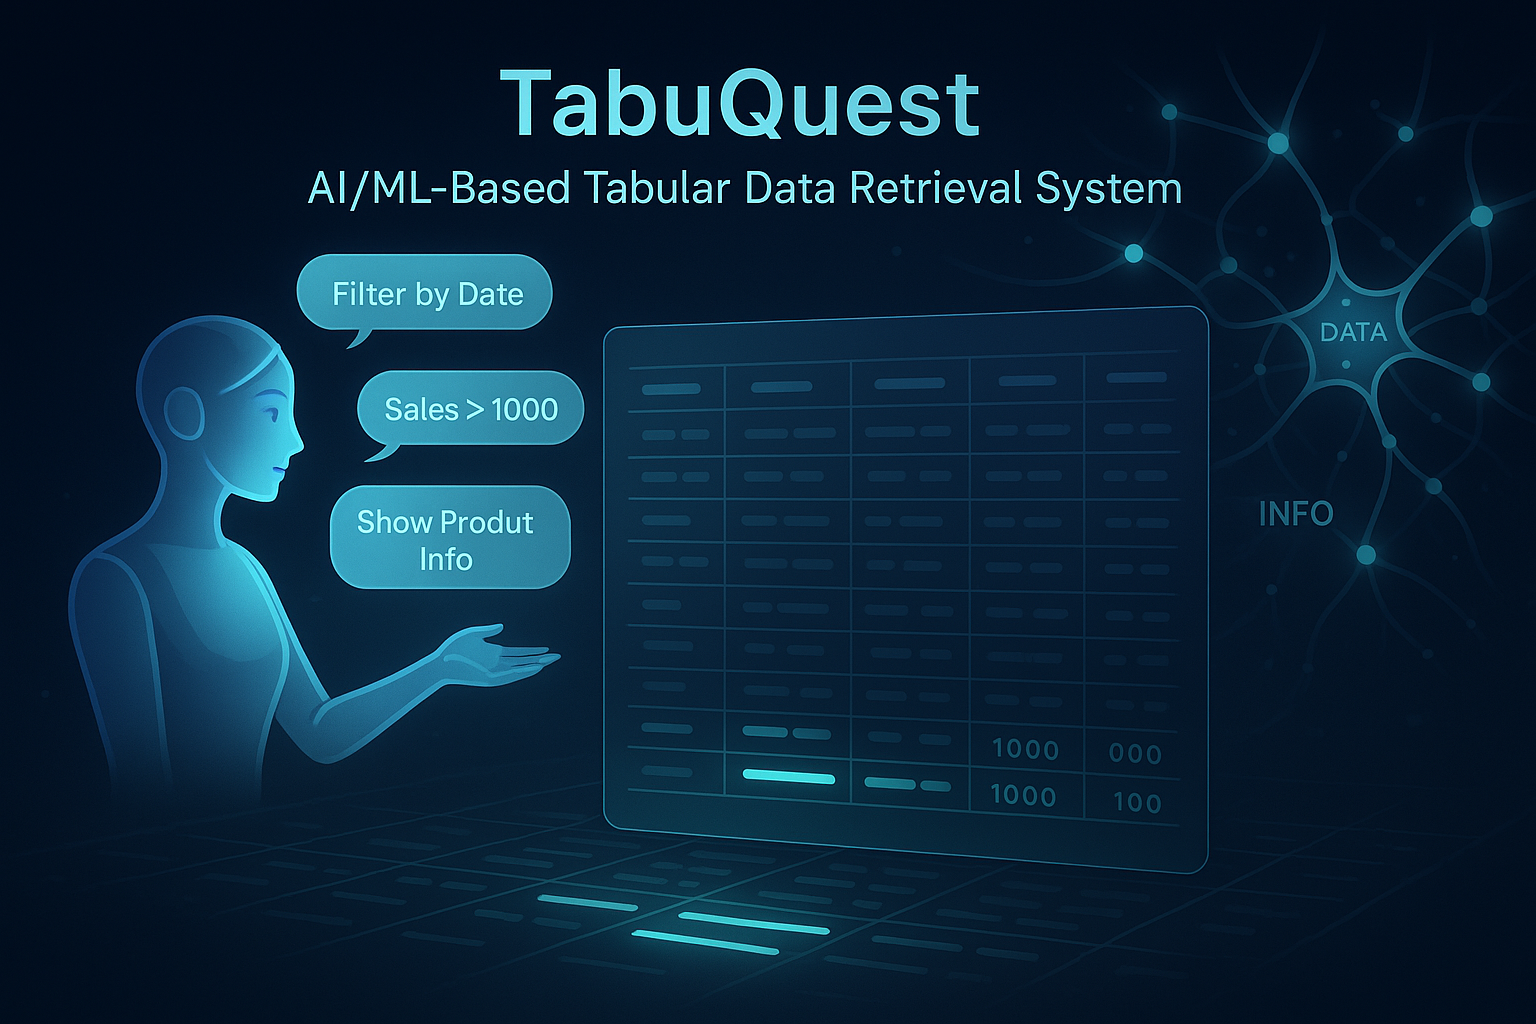 TabuQuest
AI/ML-Based Tabular Data Retrieval System
Filter by Date
Sales > 1000
Show Produt
Info
DATA
INFO
1000 000
1000 100